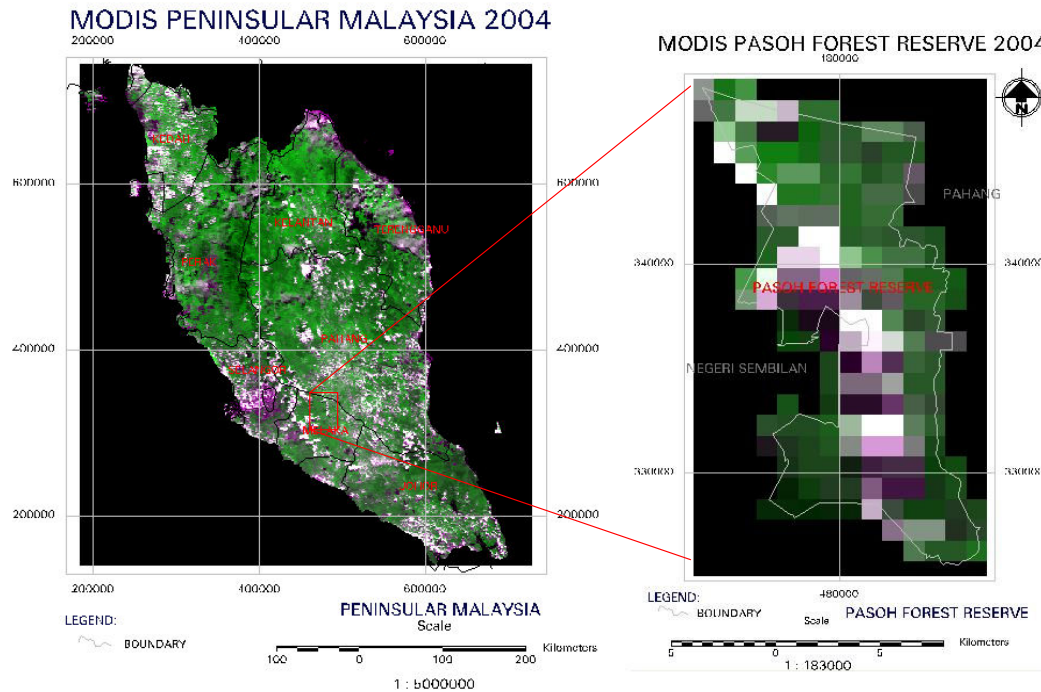 MODIS PENINSULAR MALAYSIA 2004
200000 400000 600000
KEDAH
600000 600000
KELANTAN
TERENGGANU
PERAK
400000 400000
PAHANG
SELANGOR
MELAKA
JOHOR
200000 200000
200000 400000 600000
LEGEND:
BOUNDARY
PENINSULAR MALAYSIA
Scale
100 0 100 200 Kilometers
1 : 5000000
MODIS PASOH FOREST RESERVE 2004
180000
N
PAHANG
340000 340000
PASOH FOREST RESERVE
NEGERI SEMBILAN
330000 330000
480000
LEGEND:
BOUNDARY
Scale
PASOH FOREST RESERVE
5 0 5 Kilometers
1 : 183000